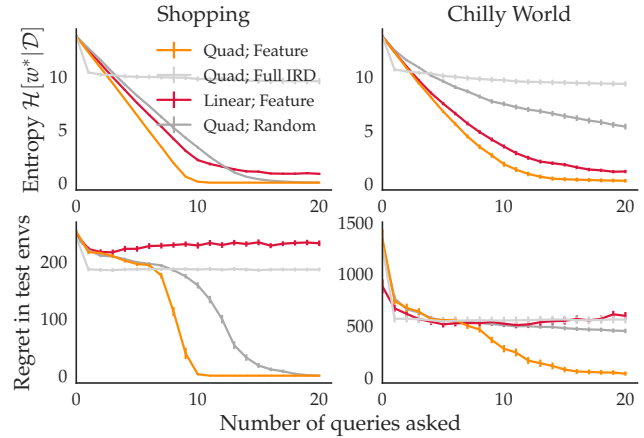 Shopping
Chilly World
Entropy H[w*|D]
10
5
0
Quad; Feature
Quad; Full IRD
Linear; Feature
Quad; Random
10
20
10
5
0
10
20
Regret in test envs
200
100
0
0
10
20
1500
1000
500
0
0
10
20
Number of queries asked